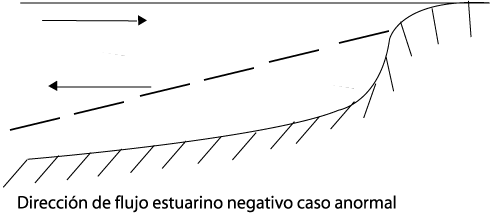 Dirección de flujo estuarino negativo caso anormal